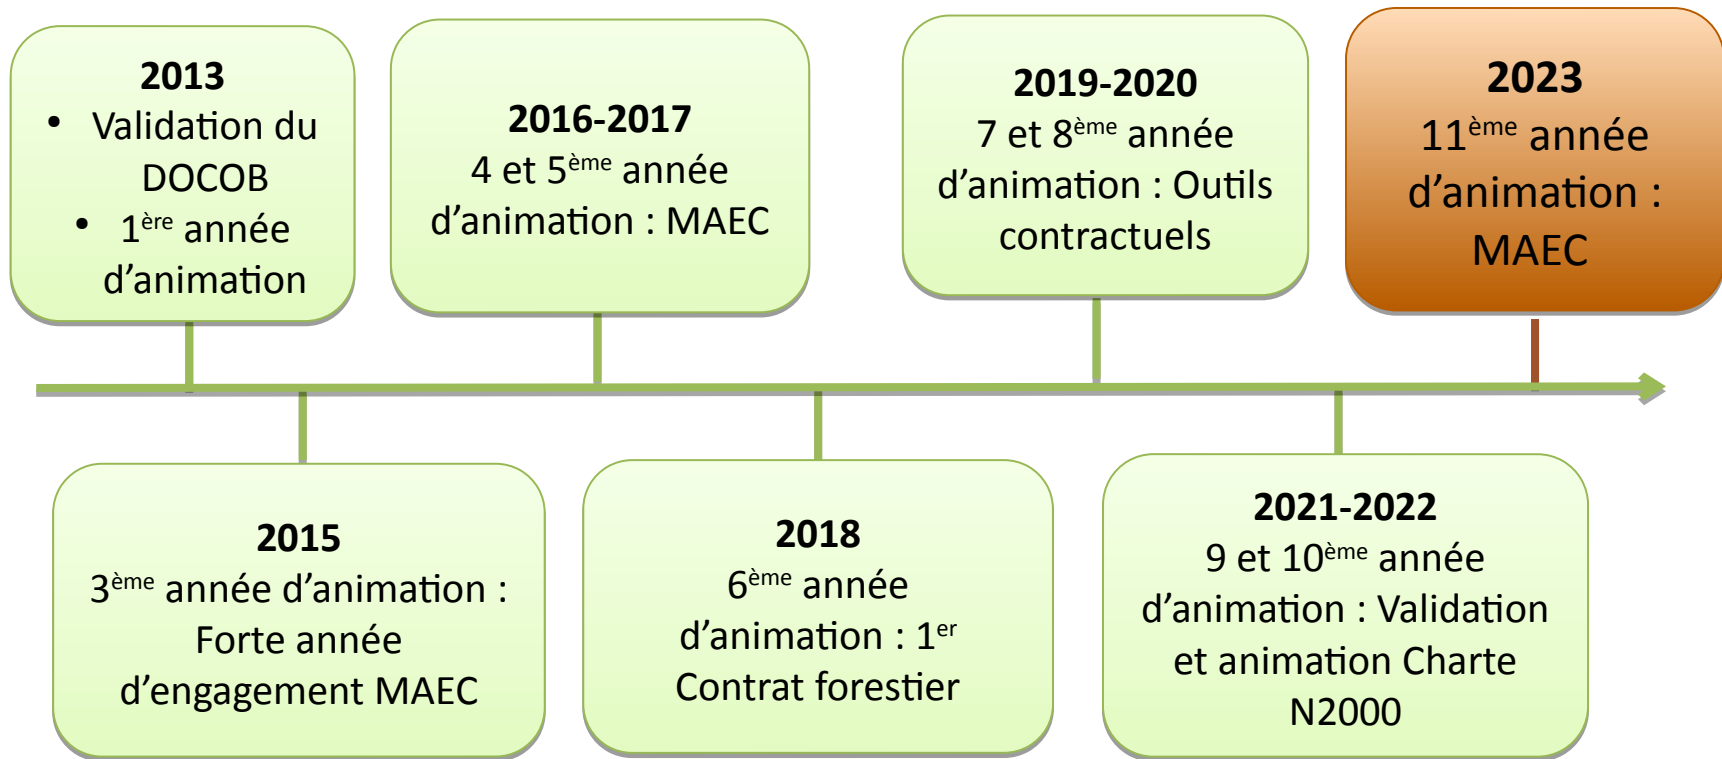 2013
• Validation du
DOCOB
• 1ère année
d’animation
2015
3ème année d’animation :
Forte année
d’engagement MAEC
2016-2017
4 et 5ème année
d’animation : MAEC
2018
6ème année
d’animation : 1er
Contrat forestier
2019-2020
7 et 8ème année
d’animation : Outils
contractuels
2021-2022
9 et 10ème année
d’animation : Validation
et animation Charte
N2000
2023
11ème année
d’animation :
MAEC